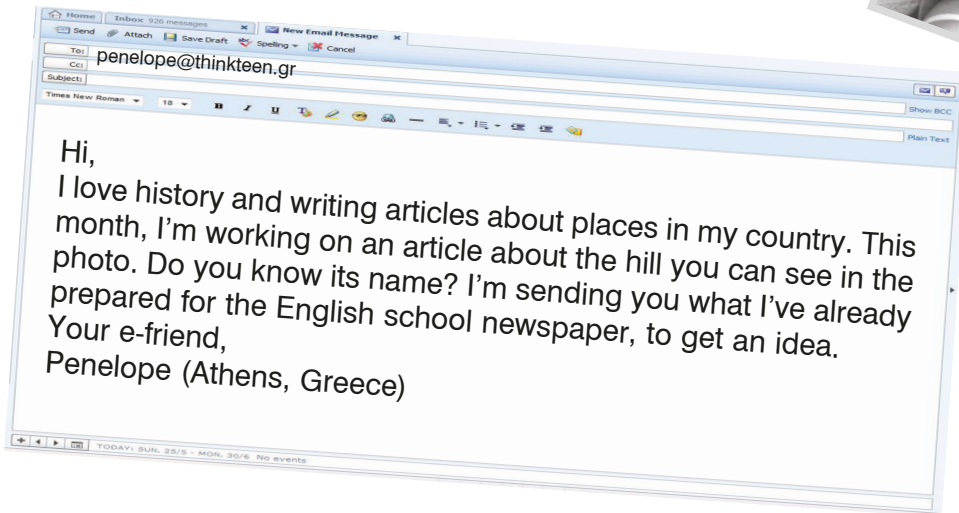 Home Inbox 926 messages × New Email Message ×
Send Attach Save Draft Spelling Cancel
To: penelope@thinkteen.gr
Cc:
Show BCC
Subject:
Plain Text
Times New Roman 18 B I U
Hi,
I love history and writing articles about places in my country. This
month, I’m working on an article about the hill you can see in the
photo. Do you know its name? I’m sending you what I’ve already
prepared for the English school newspaper, to get an idea.
Your e-friend,
Penelope (Athens, Greece)
TODAY: SUN, 25/5 - MON, 30/6 No events